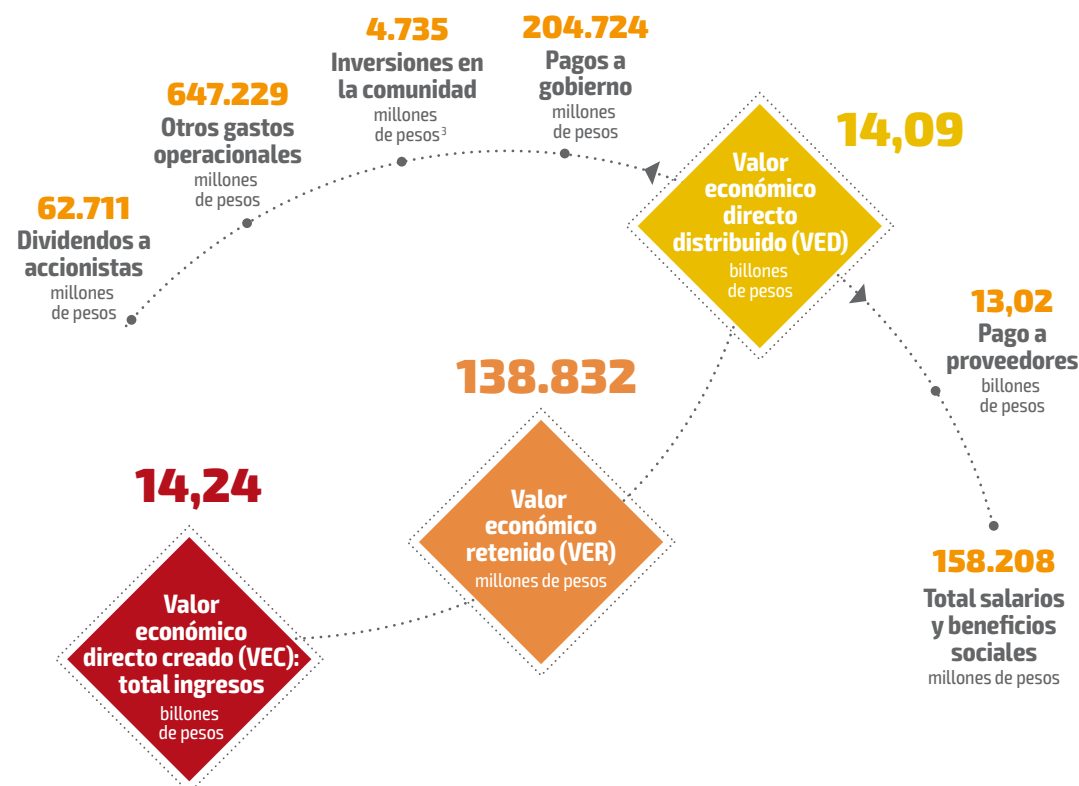 62.711
Dividendos a
accionistas
millones
de pesos
647.229
Otros gastos
operacionales
millones
de pesos
4.735
Inversiones en
la comunidad
millones
de pesos³
204.724
Pagos a
gobierno
millones
de pesos
14,09
Valor
económico
directo
distribuido (VED)
billones
de pesos
13,02
Pago a
proveedores
billones
de pesos
158.208
Total salarios
y beneficios
sociales
millones de pesos
138.832
Valor
económico
retenido (VER)
millones de pesos
14,24
Valor
económico
directo creado (VEC):
total ingresos
billones
de pesos